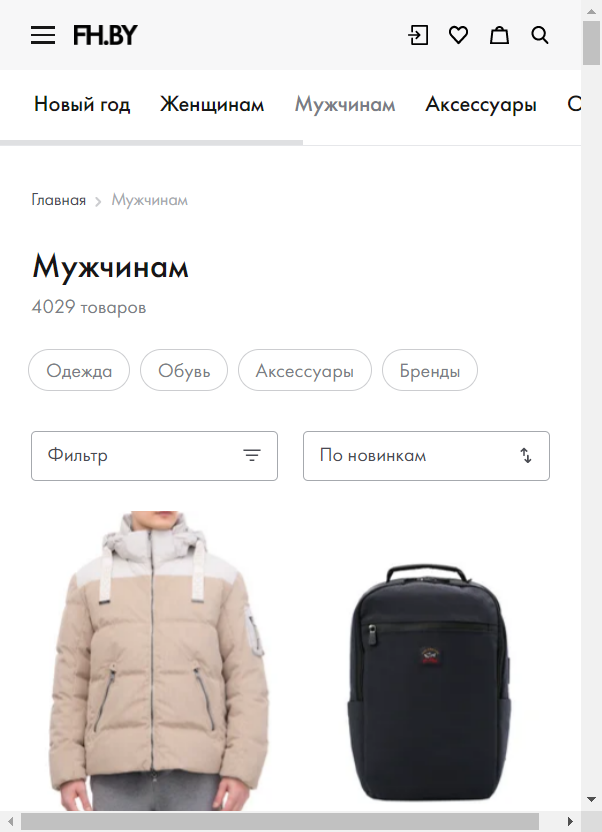 FH.BY
Новый год Женщинам Мужчинам Аксессуары
Главная > Мужчинам
Мужчинам
4029 товаров
Одежда Обувь Аксессуары Бренды
Фильтр По новинкам